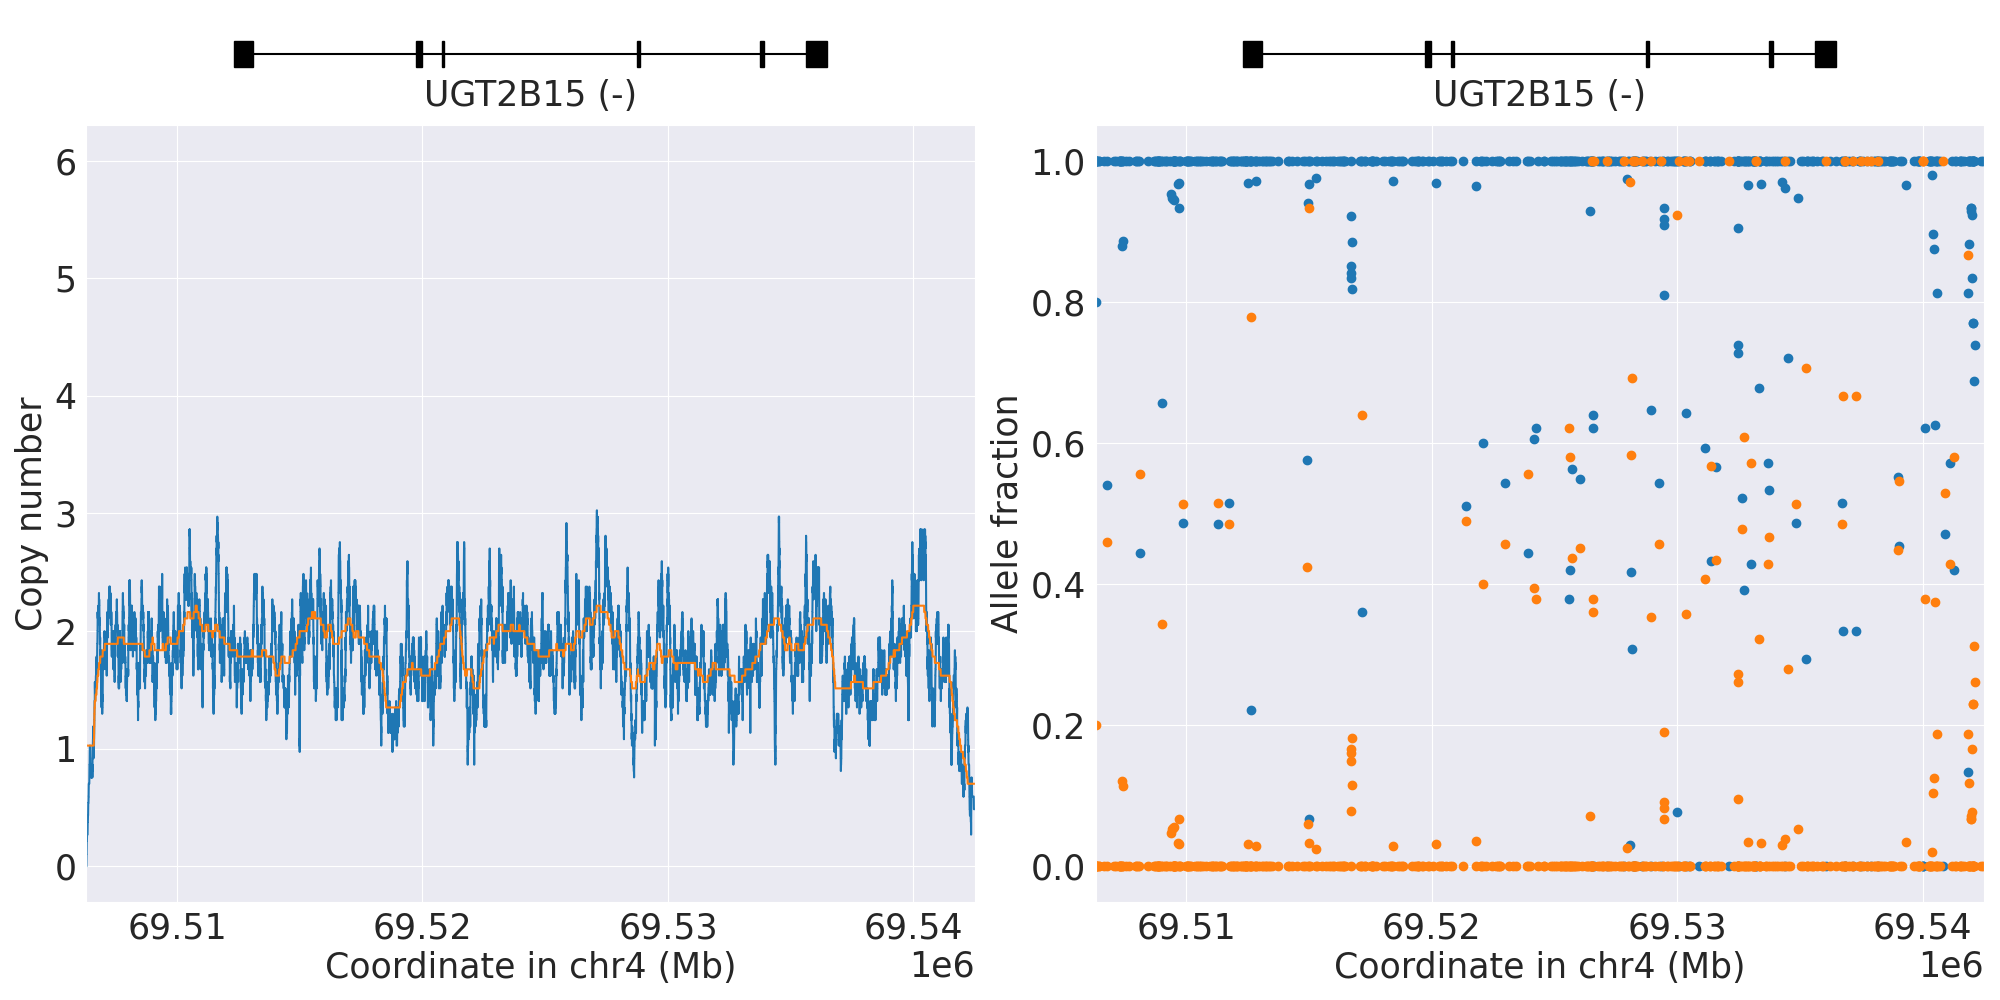 UGT2B15 (-)
6
5
4
3
2
1
0
Copy number
69.51 69.52 69.53 69.54
Coordinate in chr4 (Mb)
1e6
UGT2B15 (-)
1.0
0.8
0.6
0.4
0.2
0.0
Allele fraction
69.51 69.52 69.53 69.54
Coordinate in chr4 (Mb)
1e6